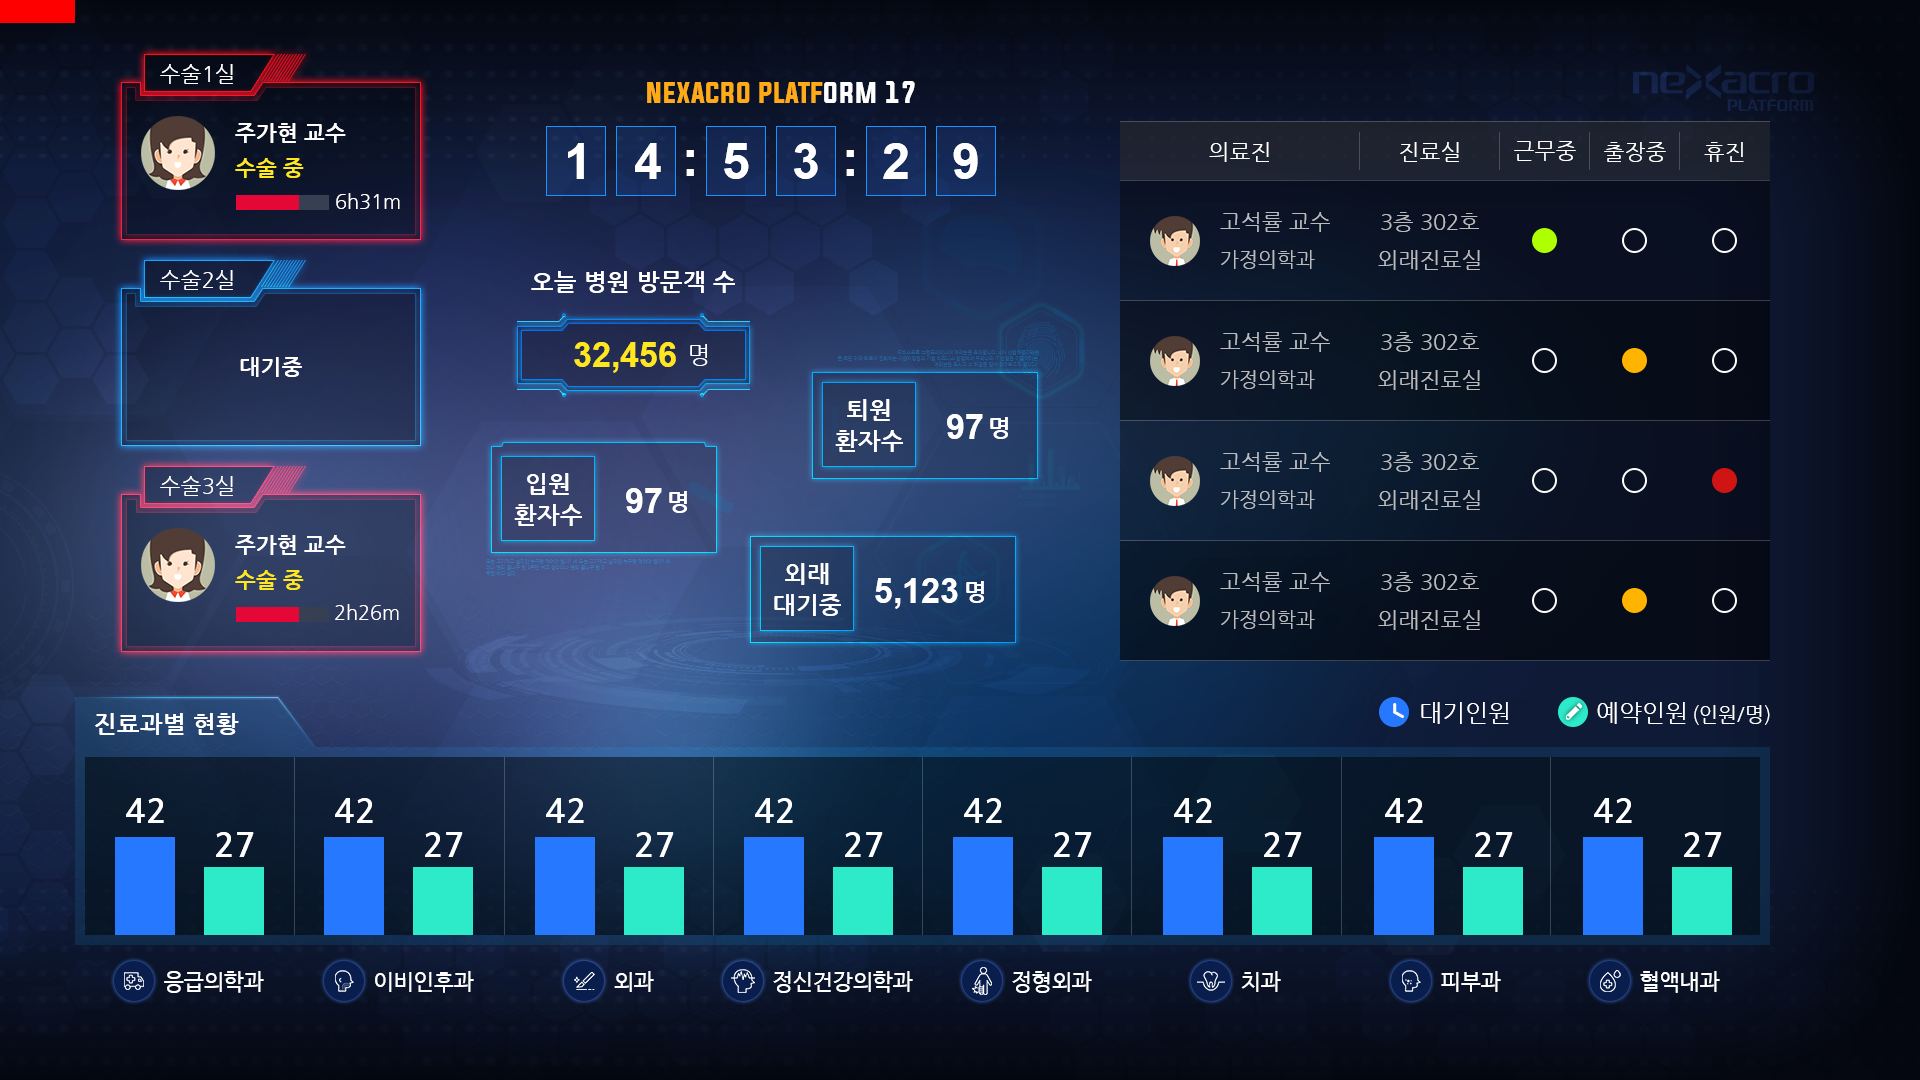 수술1실
주가현 교수
수술 중
6h31m
수술2실
대기중
수술3실
주가현 교수
수술 중
2h26m
NEXACRO PLATFORM 17
14:53:29
오늘 병원 방문객 수
32,456 명
퇴원
환자수
97 명
입원
환자수
97 명
외래
대기중
5,123 명
nexacro
PLATFORM
의료진 진료실 근무중 출장중 휴진
고석률 교수 3층 302호
가정의학과 외래진료실
고석률 교수 3층 302호
가정의학과 외래진료실
고석률 교수 3층 302호
가정의학과 외래진료실
고석률 교수 3층 302호
가정의학과 외래진료실
진료과별 현황
대기인원 예약인원 (인원/명)
42 27 42 27 42 27 42 27 42 27 42 27 42 27 42 27
응급의학과 이비인후과 외과 정신건강의학과 정형외과 치과 피부과 혈액내과